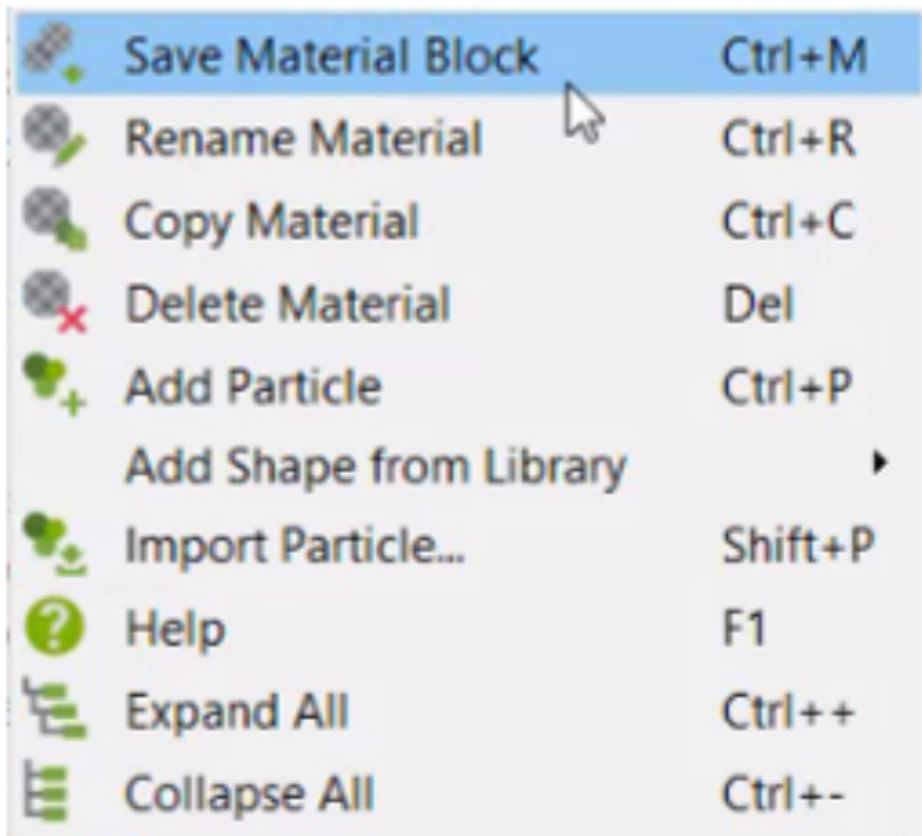 Save Material Block Ctrl+M
Rename Material Ctrl+R
Copy Material Ctrl+C
Delete Material Del
Add Particle Ctrl+P
Add Shape from Library
Import Particle... Shift+P
Help F1
Expand All Ctrl++
Collapse All Ctrl+-